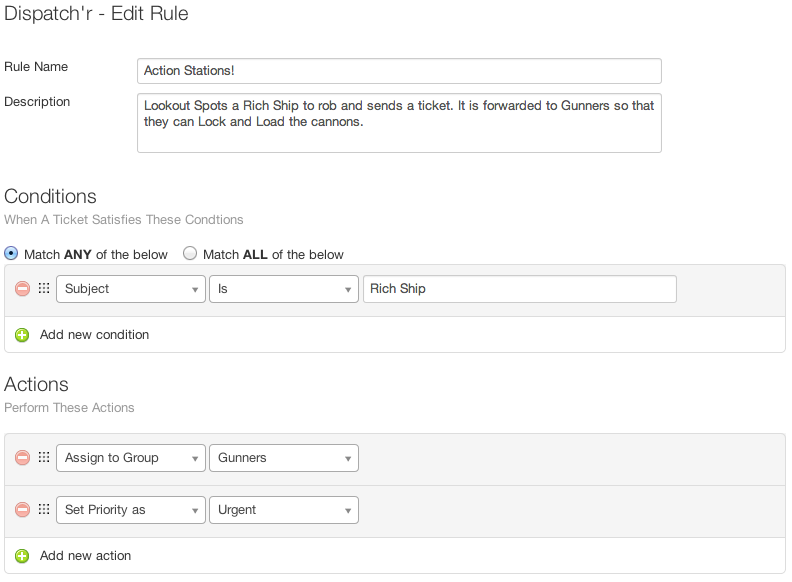 Dispatch'r - Edit Rule
Rule Name
Action Stations!
Description
Lookout Spots a Rich Ship to rob and sends a ticket. It is forwarded to Gunners so that
they can Lock and Load the cannons.
Conditions
When A Ticket Satisfies These Condtions
Match ANY of the below Match ALL of the below
Subject Is Rich Ship
Add new condition
Actions
Perform These Actions
Assign to Group Gunners
Set Priority as Urgent
Add new action